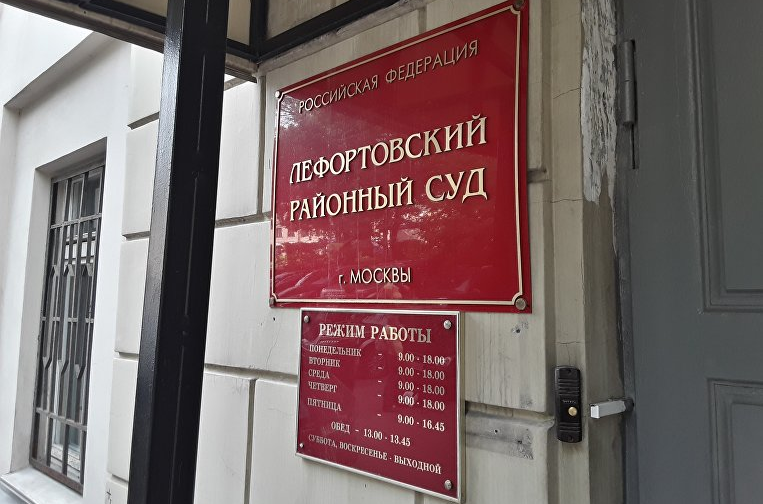 РОССИЙСКАЯ ФЕДЕРАЦИЯ
ЛЕФОРТОВСКИЙ
РАЙОННЫЙ СУД
г. МОСКВЫ
РЕЖИМ РАБОТЫ
ПОНЕДЕЛЬНИК - 9.00 - 18.00
ВТОРНИК - 9.00 - 18.00
СРЕДА - 9.00 - 18.00
ЧЕТВЕРГ - 9.00 - 18.00
ПЯТНИЦА - 9.00 - 16.45
ОБЕД - 13.00 - 13.45
СУББОТА, ВОСКРЕСЕНЬЕ - ВЫХОДНОЙ